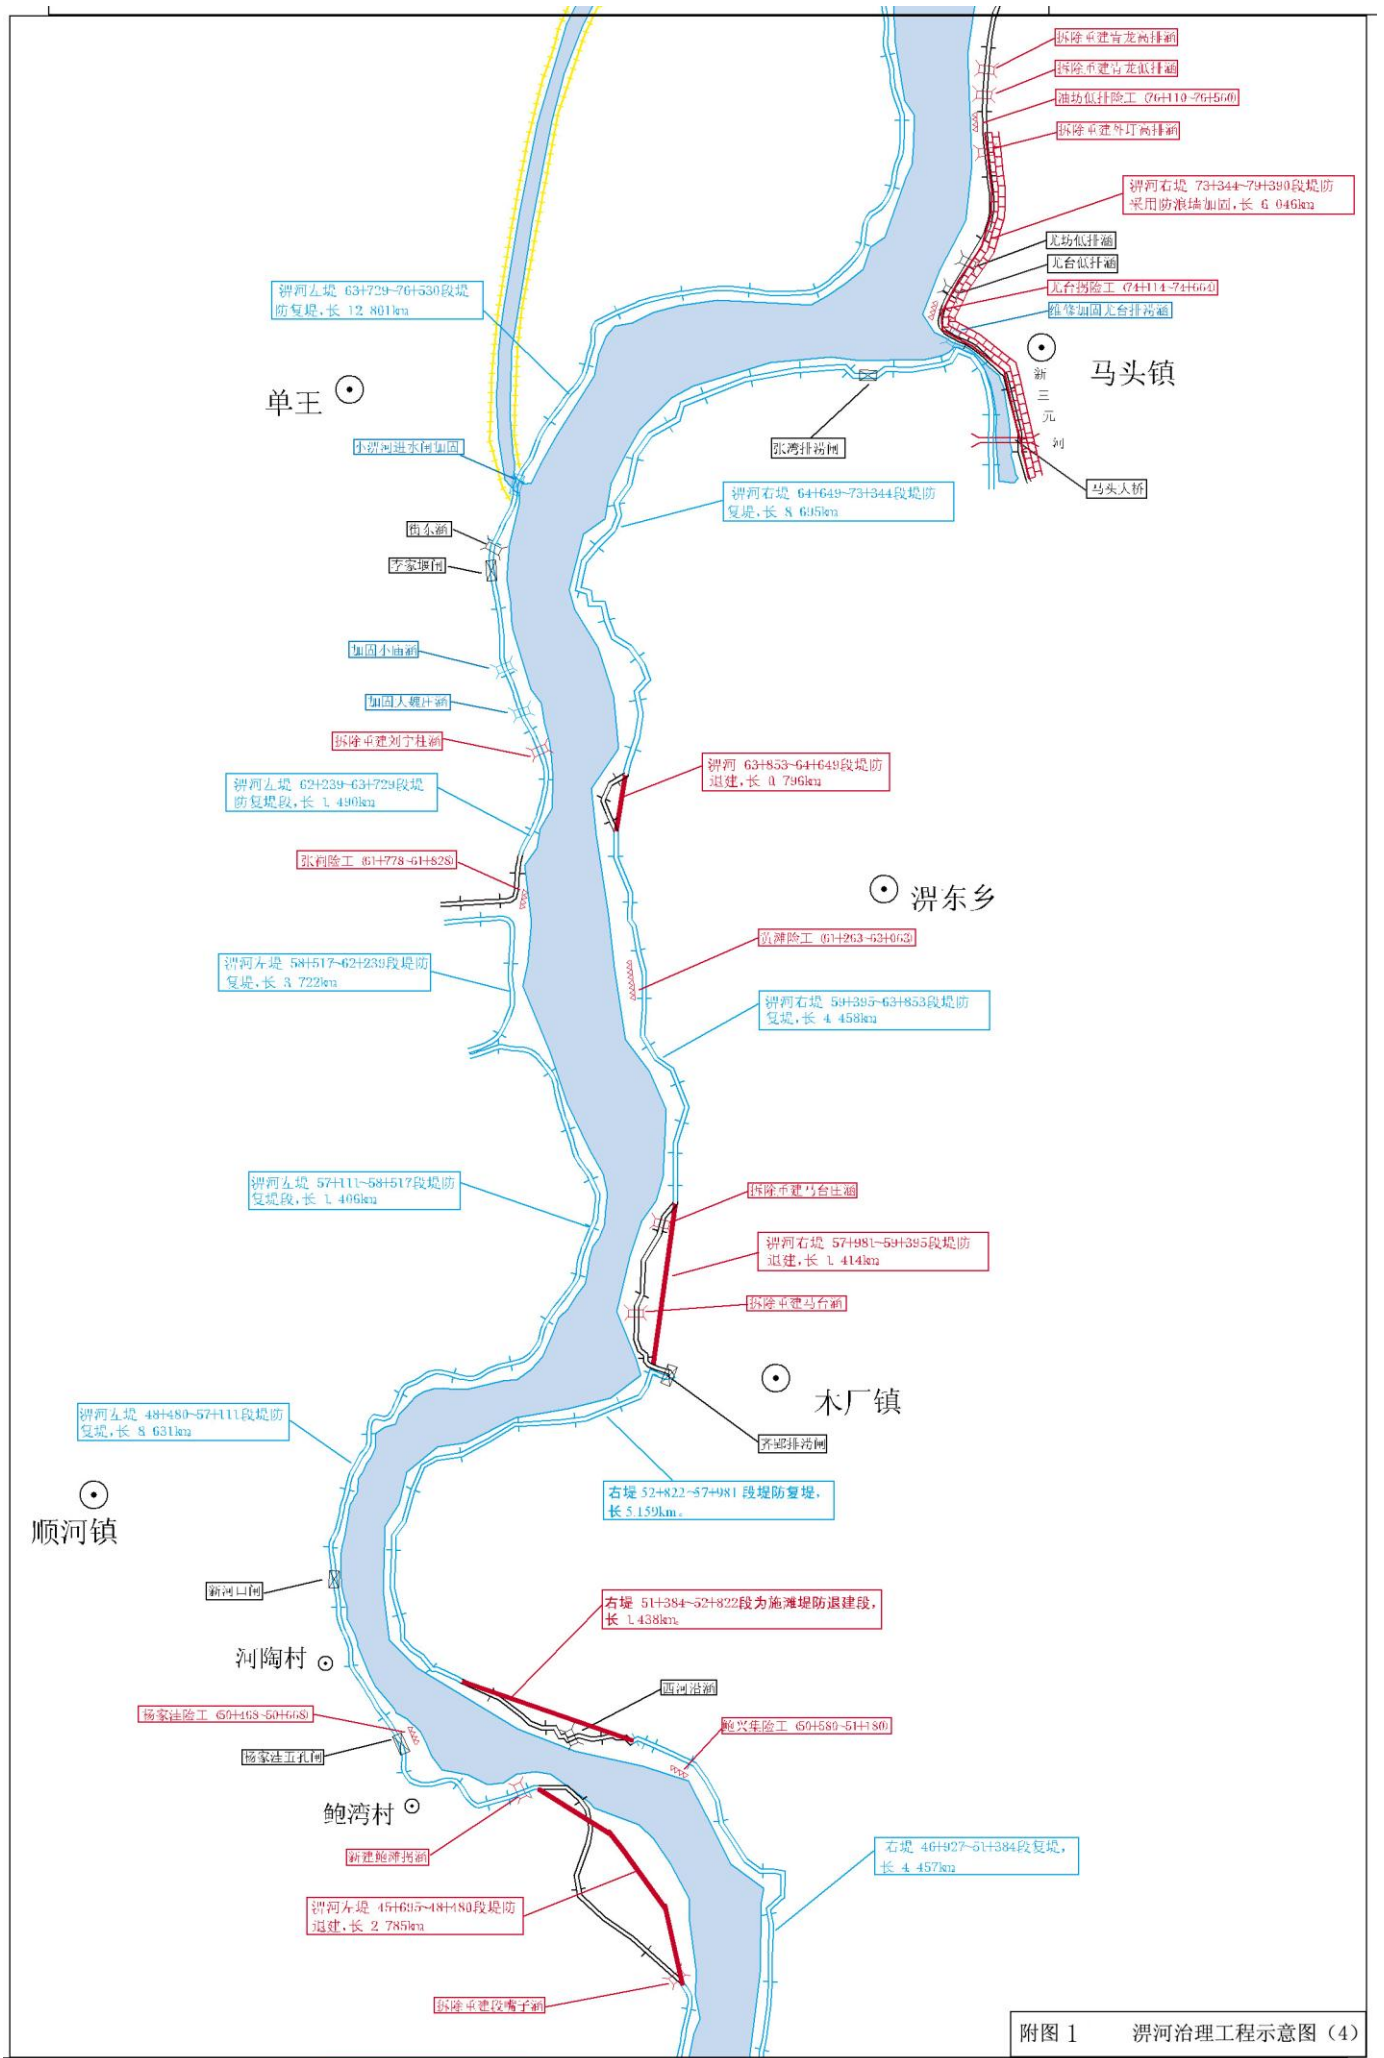 拆除重建青龙高排涵
拆除重建青龙低排涵
油坊低排险工 (76+110~76+560)
拆除重建外圩高排涵
淠河右堤 73+344~79+390段堤防
采用防浪墙加固,长 6.046km
尤坊低排涵
尤台低排涵
尤台拐险工 (74+114~74+664)
维修加固尤台排涝涵
淠河左堤 63+729~76+530段堤
防复堤,长 12.801km
单王
马头镇
新
三
元
河
小淠河进水闸加固
张湾排涝闸
马头大桥
淠河右堤 64+649~73+344段堤防
复堤,长 8.695km
街东涵
李家堰闸
加固小庙涵
加固大魏庄涵
拆除重建刘宁柱涵
淠河 63+853~64+649段堤防
退建,长 0.796km
淠河左堤 62+239~63+729段堤
防复堤段,长 1.490km
张祠险工 (61+778~61+828)
淠东乡
黄滩险工 (61+263~63+063)
淠河左堤 58+517~62+239段堤防
复堤,长 3.722km
淠河右堤 59+395~63+853段堤防
复堤,长 4.458km
淠河左堤 57+111~58+517段堤防
复堤段,长 1.406km
拆除重建马台庄涵
淠河右堤 57+981~59+395段堤防
退建,长 1.414km
拆除重建马台涵
木厂镇
淠河左堤 48+480~57+111段堤防
复堤,长 8.631km
齐郢排涝闸
顺河镇
右堤 52+822~57+981 段堤防复堤,
长 5.159km。
新河口闸
右堤 51+384~52+822段为施滩堤防退建段,
长 1.438km。
河陶村
西河沿涵
杨家洼险工 (50+468~50+668)
鲍兴集险工 (50+580~51+180)
杨家洼五孔闸
鲍湾村
新建鲍滩拐涵
右堤 46+927~51+384段复堤,
长 4.457km
淠河左堤 45+695~48+480段堤防
退建,长 2.785km
拆除重建段嘴子涵
附图 1 淠河治理工程示意图（4）